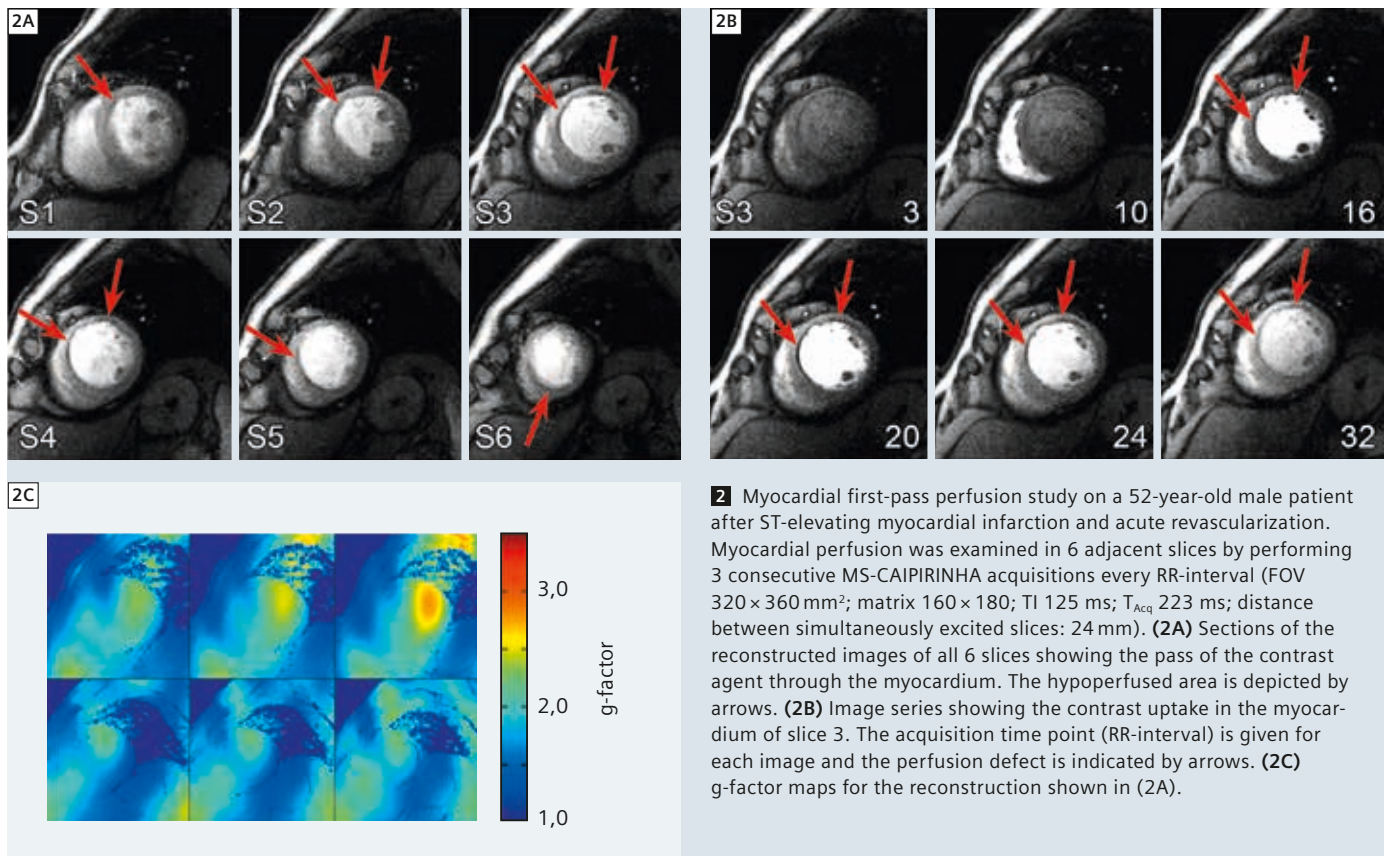 2A
S1
S2
S3
S4
S5
S6
2B
S3 3
10
16
20
24
32
2C
3,0
2,0
1,0
g-factor
2 Myocardial first-pass perfusion study on a 52-year-old male patient
after ST-elevating myocardial infarction and acute revascularization.
Myocardial perfusion was examined in 6 adjacent slices by performing
3 consecutive MS-CAIPIRINHA acquisitions every RR-interval (FOV
320 × 360 mm²; matrix 160 × 180; TI 125 ms; TAcq 223 ms; distance
between simultaneously excited slices: 24 mm). (2A) Sections of the
reconstructed images of all 6 slices showing the pass of the contrast
agent through the myocardium. The hypoperfused area is depicted by
arrows. (2B) Image series showing the contrast uptake in the myocar-
dium of slice 3. The acquisition time point (RR-interval) is given for
each image and the perfusion defect is indicated by arrows. (2C)
g-factor maps for the reconstruction shown in (2A).